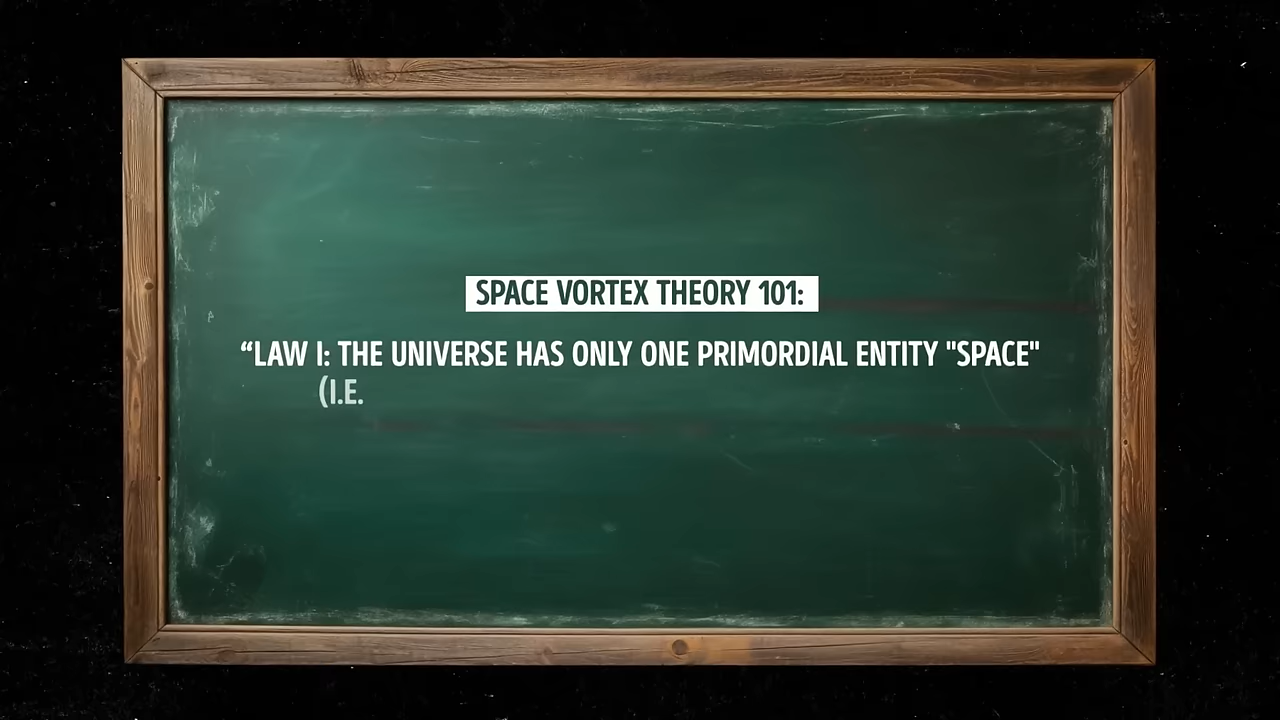 SPACE VORTEX THEORY 101:
“LAW I: THE UNIVERSE HAS ONLY ONE PRIMORDIAL ENTITY "SPACE"
(I.E.